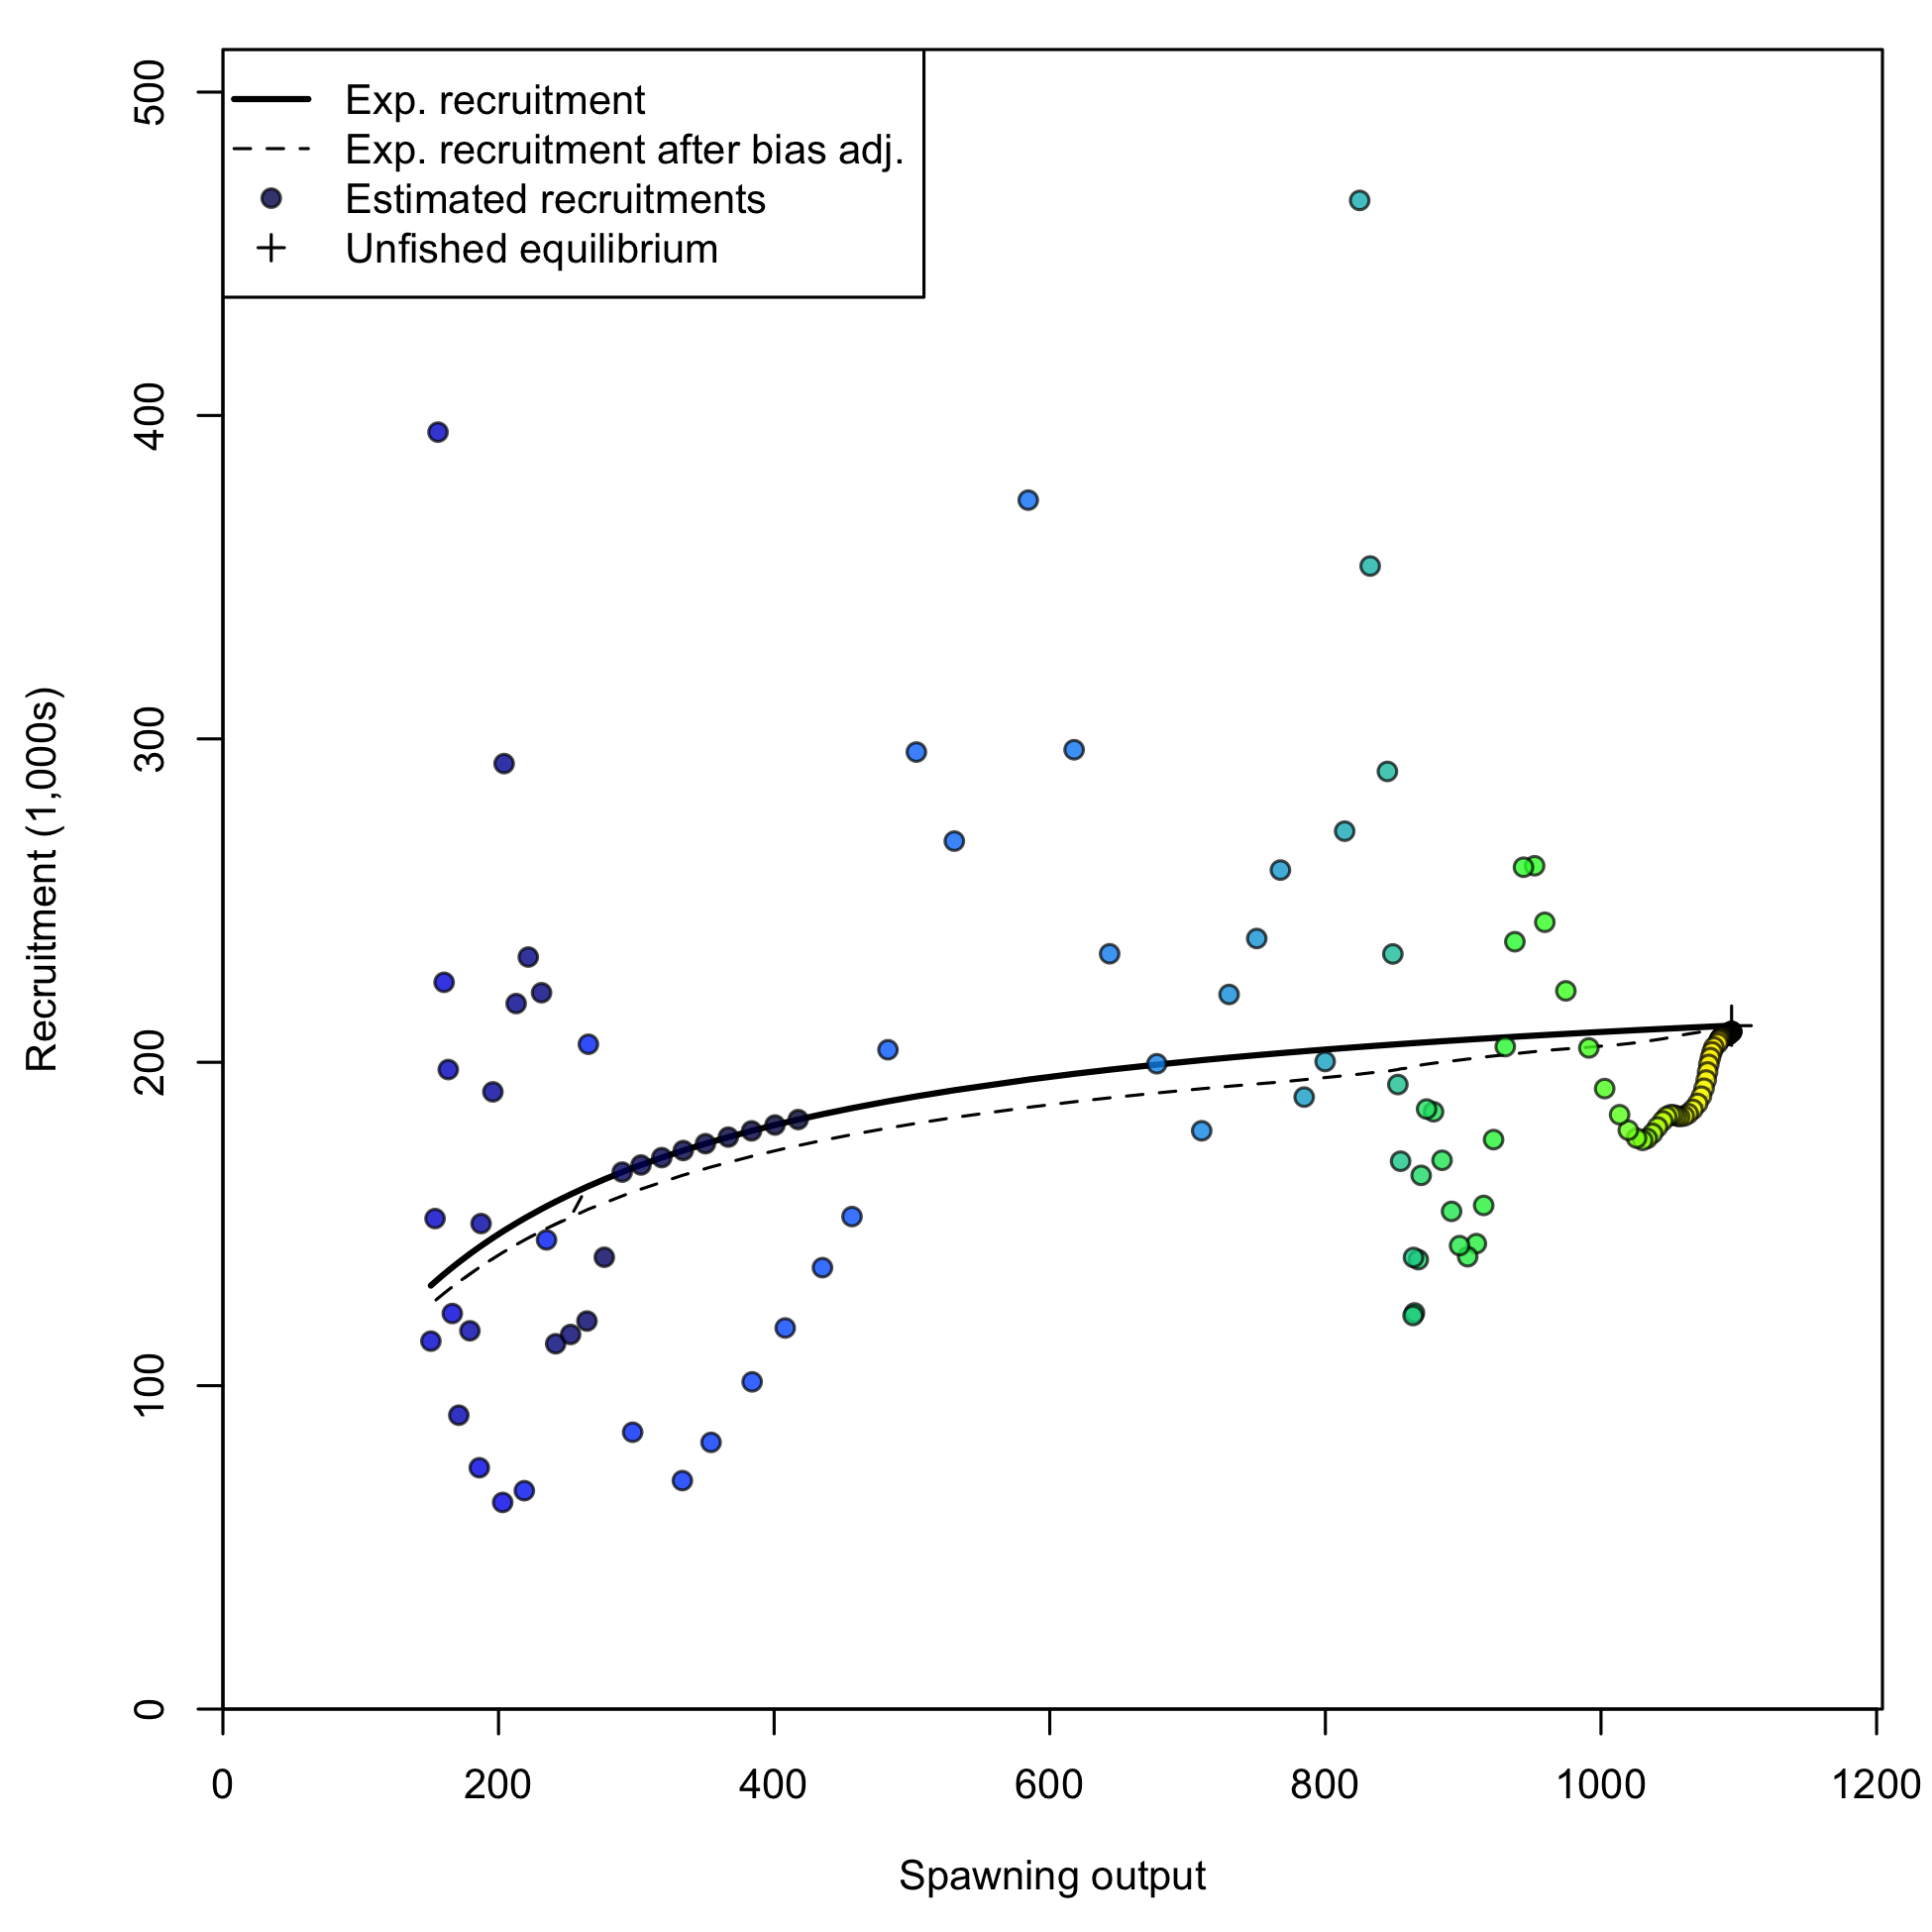 Exp. recruitment
Exp. recruitment after bias adj.
Estimated recruitments
Unfished equilibrium
Recruitment (1,000s)
500
400
300
200
100
0
0 200 400 600 800 1000 1200
Spawning output